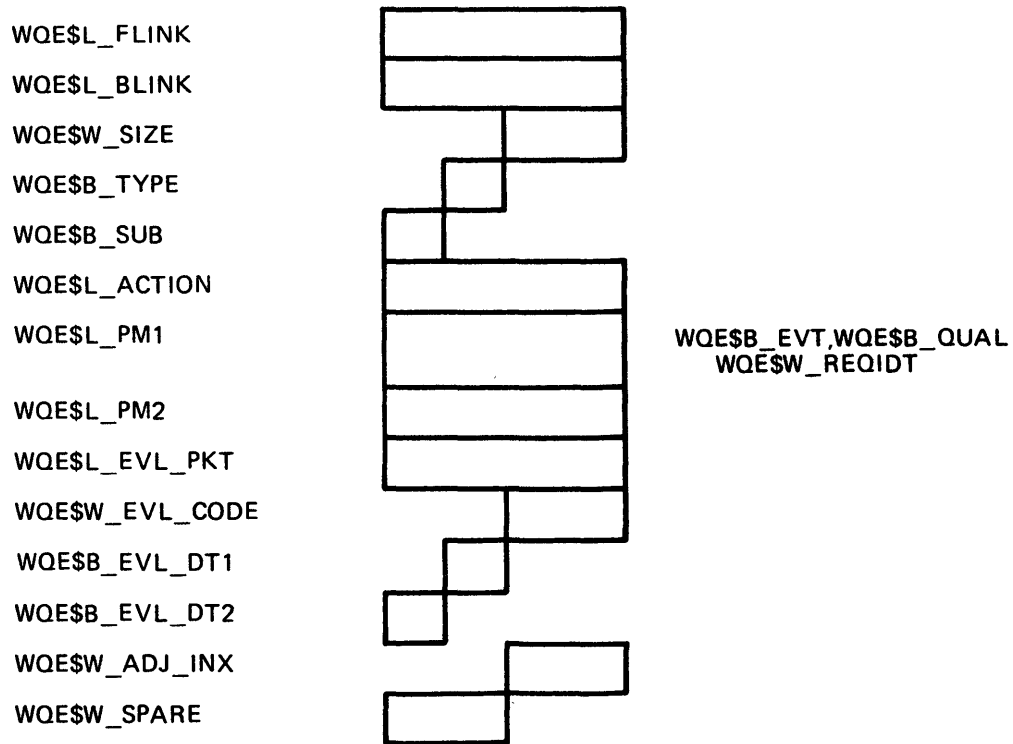 WQE$L_FLINK
WQE$L_BLINK
WQE$W_SIZE
WQE$B_TYPE
WQE$B_SUB
WQE$L_ACTION
WQE$L_PM1
WQE$B_EVT,WQE$B_QUAL
WQE$W_REQIDT
WQE$L_PM2
WQE$L_EVL_PKT
WQE$W_EVL_CODE
WQE$B_EVL_DT1
WQE$B_EVL_DT2
WQE$W_ADJ_INX
WQE$W_SPARE